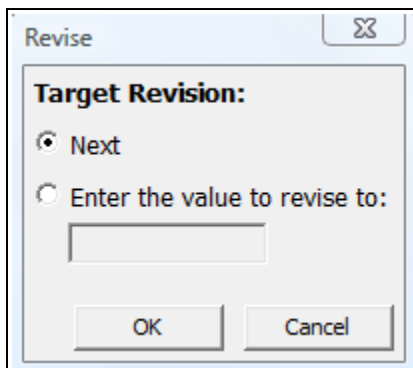 Revise
Target Revision:
Next
Enter the value to revise to:
OK Cancel